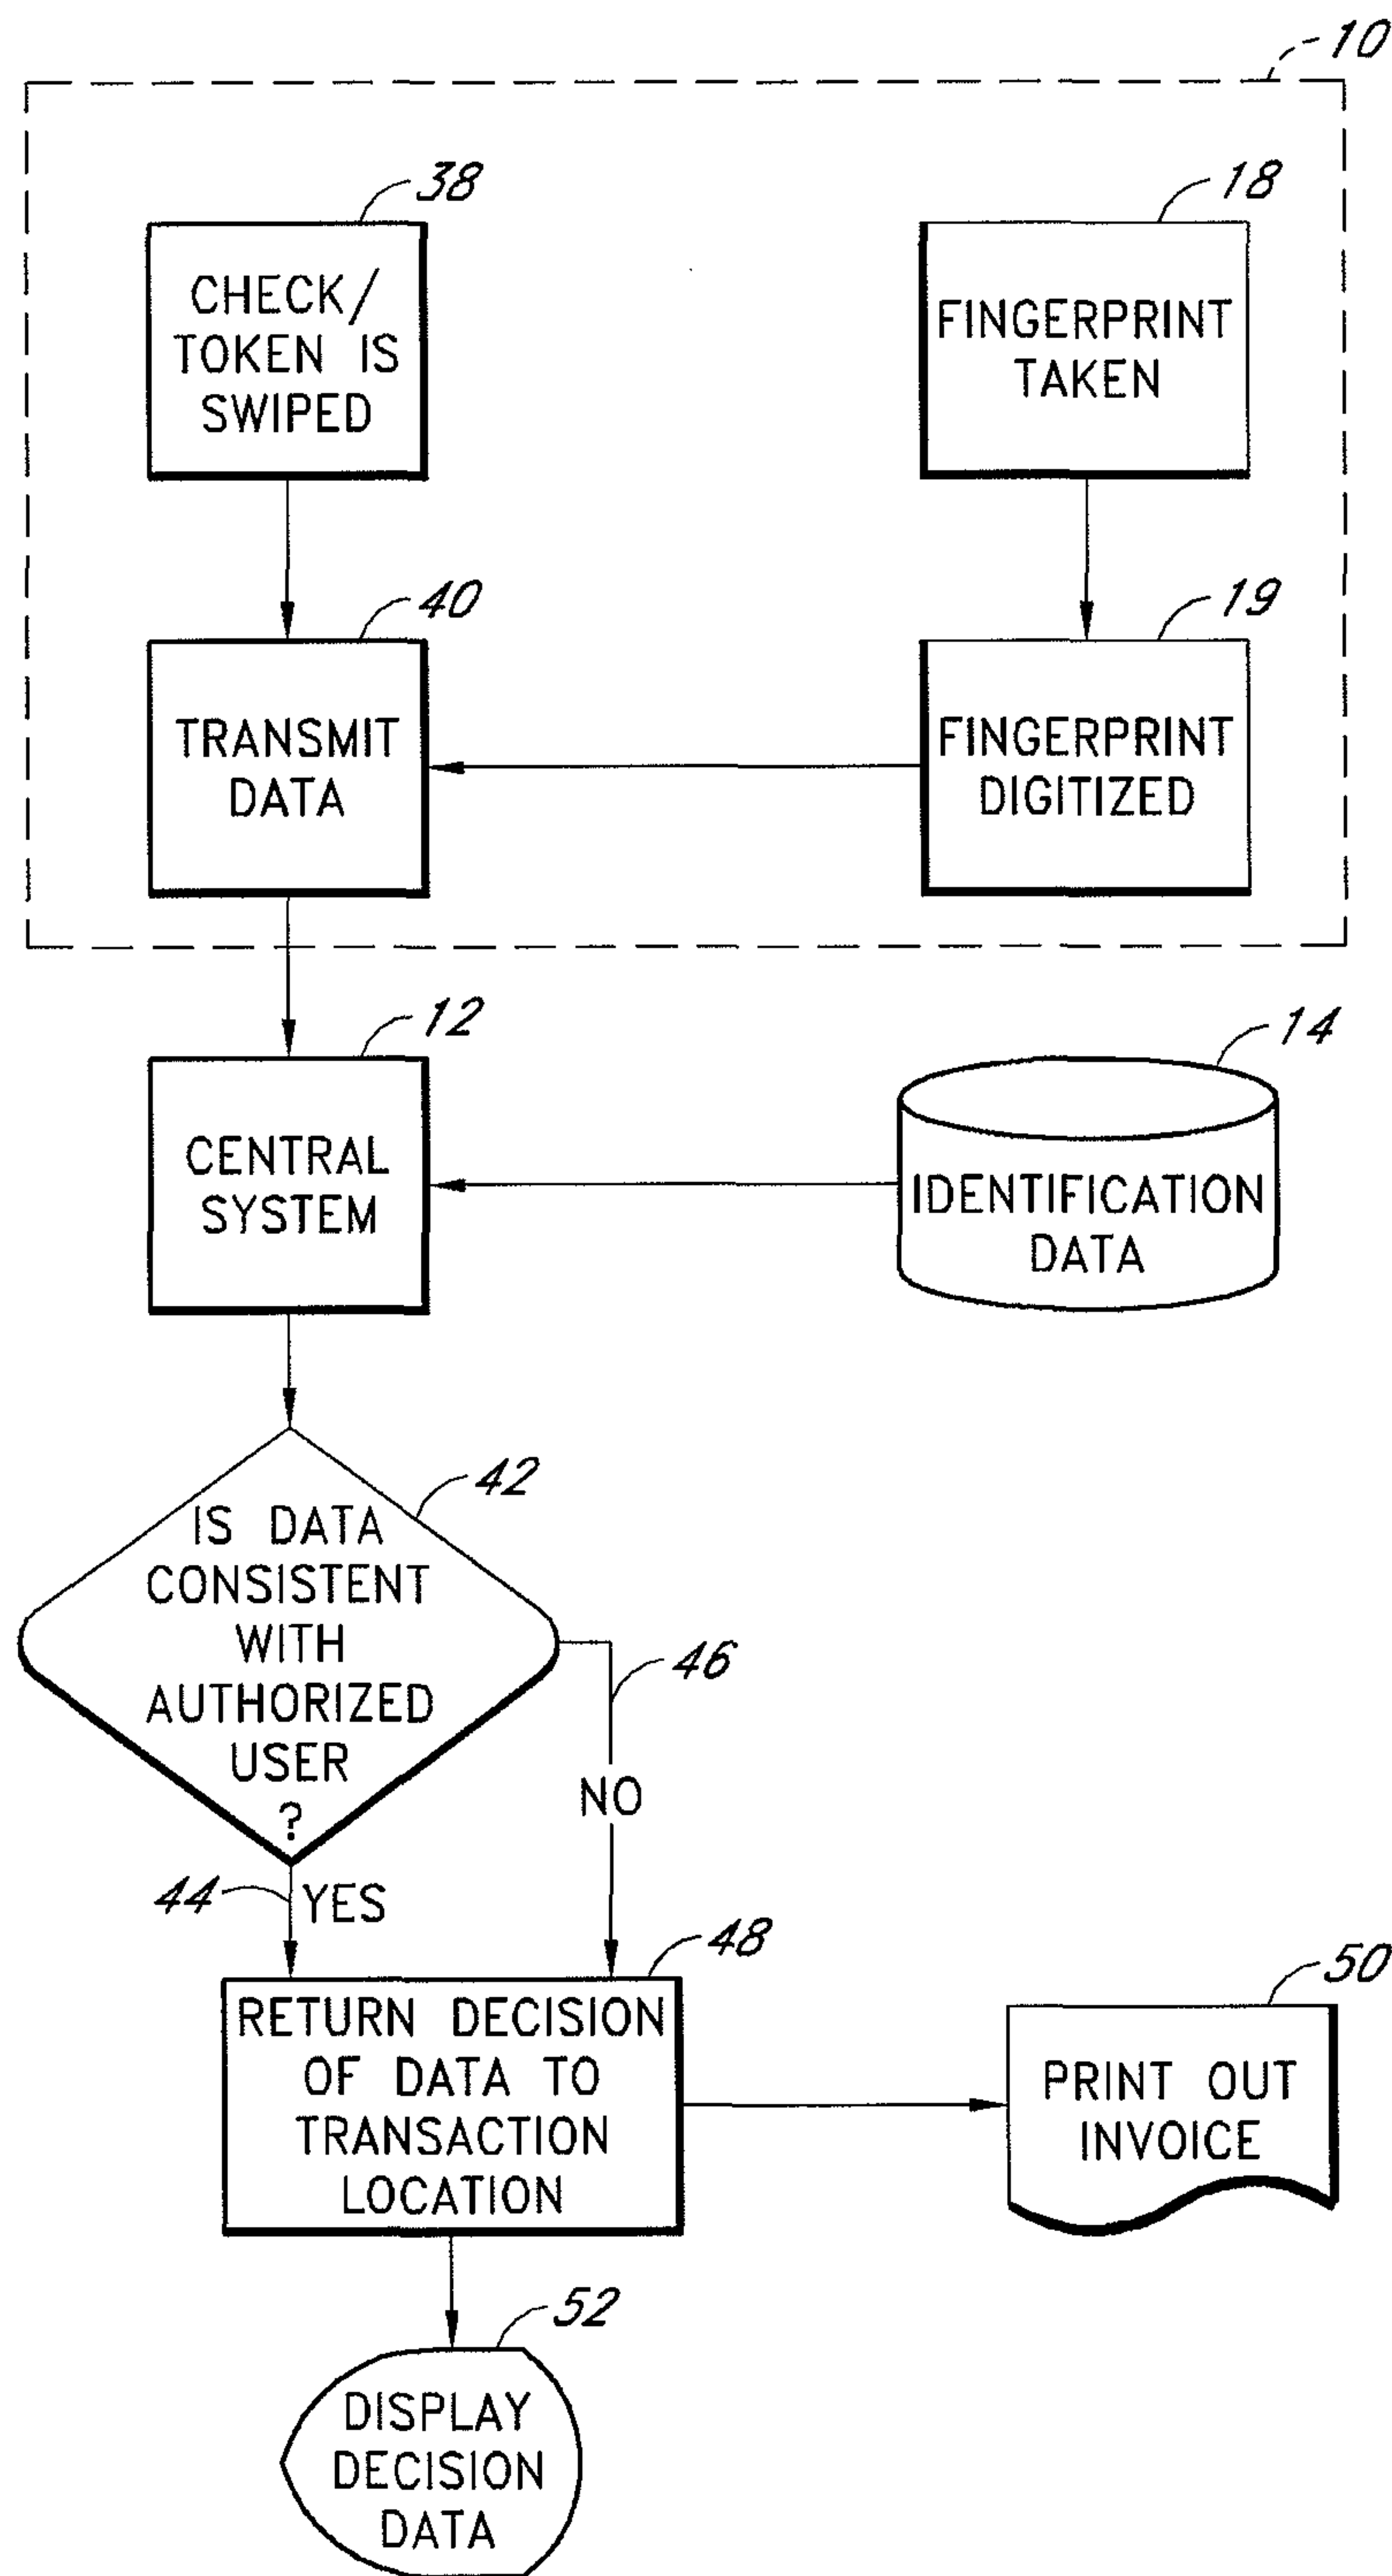 10
38
CHECK/
TOKEN IS
SWIPED
18
FINGERPRINT
TAKEN
40
TRANSMIT
DATA
19
FINGERPRINT
DIGITIZED
12
CENTRAL
SYSTEM
14
IDENTIFICATION
DATA
42
IS DATA
CONSISTENT
WITH
AUTHORIZED
USER
?
46
NO
44
YES
48
RETURN DECISION
OF DATA TO
TRANSACTION
LOCATION
50
PRINT OUT
INVOICE
52
DISPLAY
DECISION
DATA